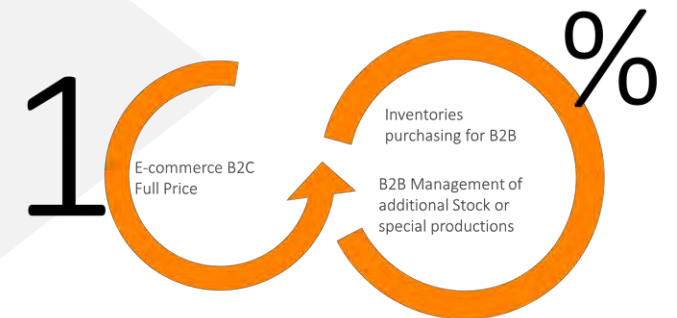 1
%
E-commerce B2C
Full Price
Inventories
purchasing for B2B
B2B Management of
additional Stock or
special productions